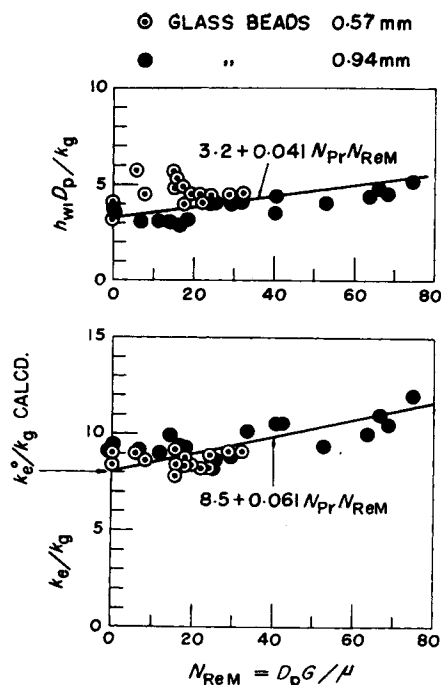 GLASS BEADS 0·57 mm
„ 0·94mm
10
5
0
h_wl D_p/k_g
3·2+0·041 N_Pr N_ReM
0 20 40 60 80
15
10
5
0
k_e°/k_g CALCD.
k_e/k_g
8·5+0·061 N_Pr N_ReM
0 20 40 60 80
N_ReM = D_p G/μ